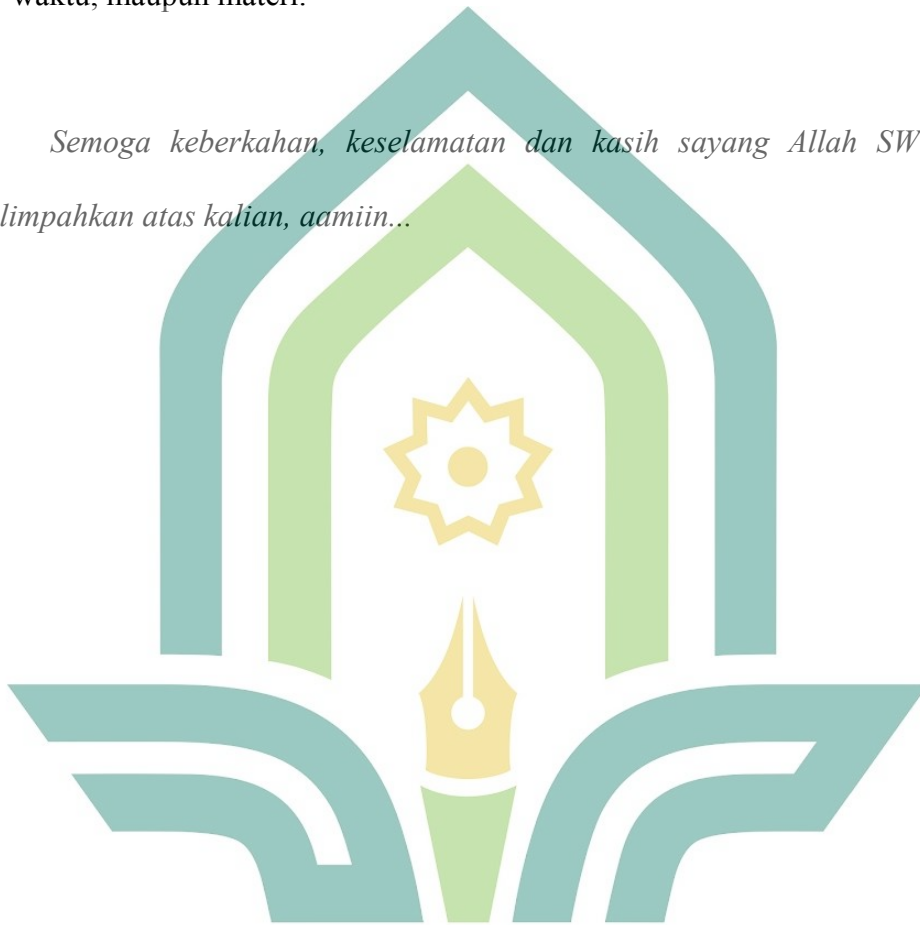 waktu, maupun materi.
Semoga keberkahan, keselamatan dan kasih sayang Allah SW
limpahkan atas kalian, aamiin...